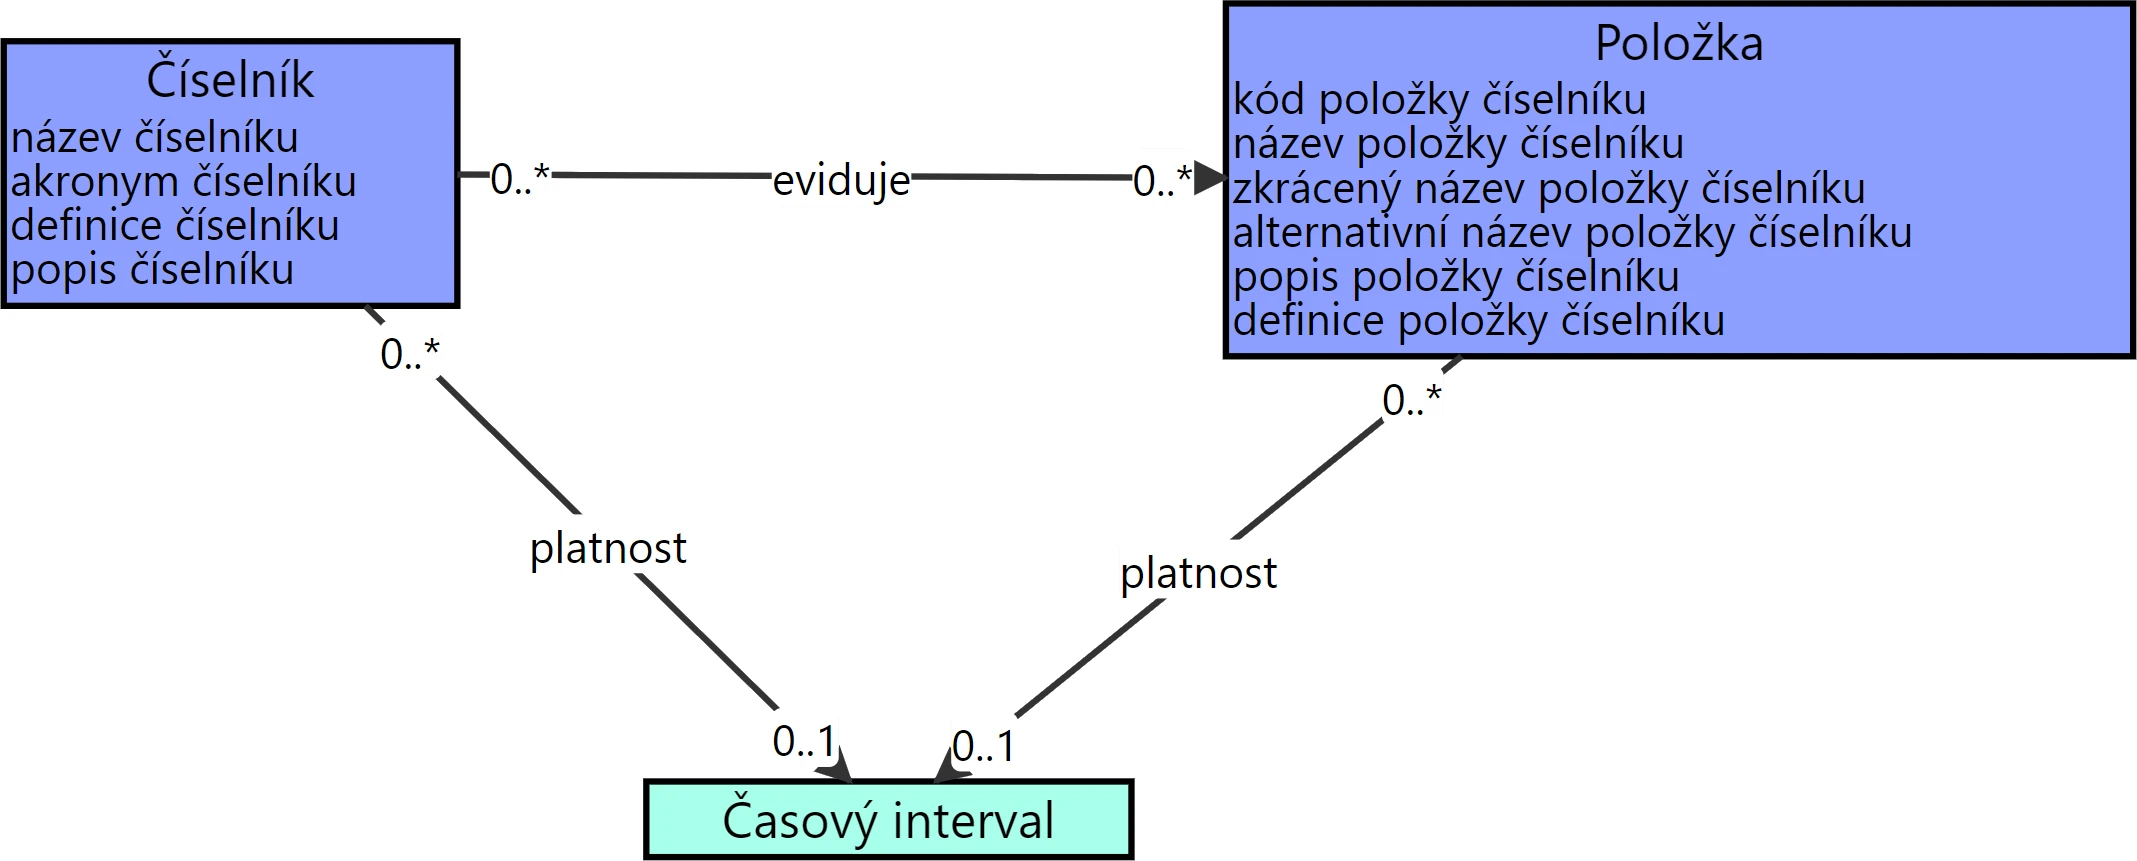 Číselník
název číselníku
akronym číselníku
definice číselníku
popis číselníku
Položka
kód položky číselníku
název položky číselníku
zkrácený název položky číselníku
alternativní název položky číselníku
popis položky číselníku
definice položky číselníku
0..*
eviduje
0..*
0..*
0..*
platnost
platnost
0..1
0..1
Časový interval